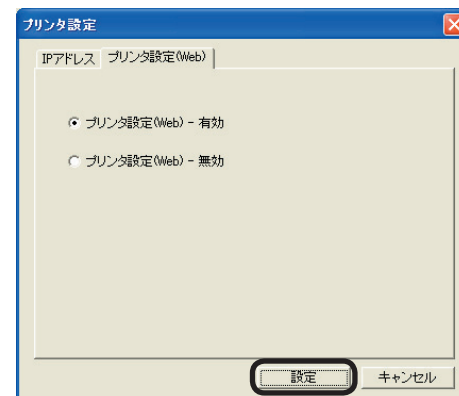 プリンタ設定
IPアドレス プリンタ設定(Web)
プリンタ設定(Web) - 有効
プリンタ設定(Web) - 無効
設定 キャンセル